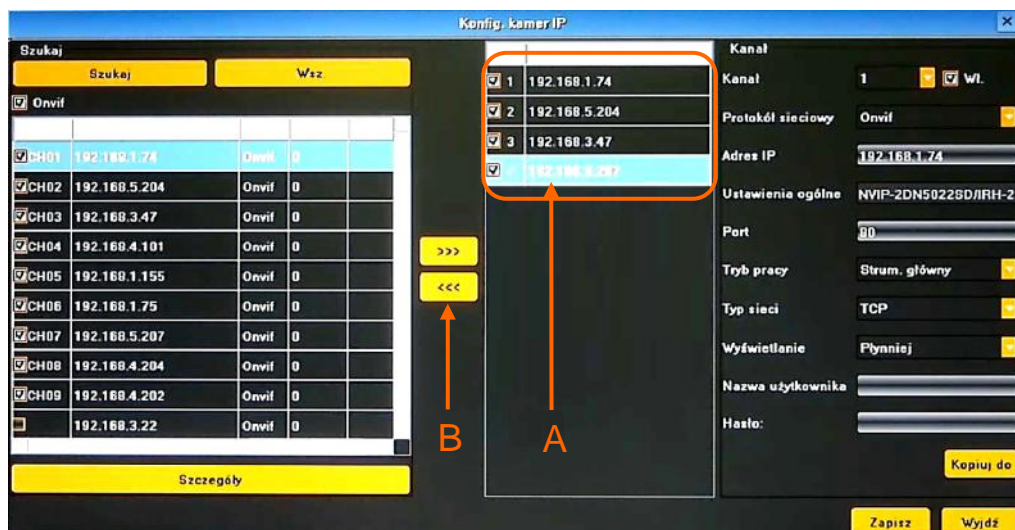 Konfig. kamer IP
Szukaj
Szukaj Wsz
Onvif
CH01 192.168.1.74 Onvif 0
CH02 192.168.5.204 Onvif 0
CH03 192.168.3.47 Onvif 0
CH04 192.168.4.101 Onvif 0
CH05 192.168.1.155 Onvif 0
CH06 192.168.1.75 Onvif 0
CH07 192.168.5.207 Onvif 0
CH08 192.168.4.204 Onvif 0
CH09 192.168.4.202 Onvif 0
192.168.3.22 Onvif 0
Szczegóły
>>>
<<<
B
1 192.168.1.74
2 192.168.5.204
3 192.168.3.47
A
Kanał
Kanał 1 Wł.
Protokół sieciowy Onvif
Adres IP 192.168.1.74
Ustawienia ogólne NVIP-2DN5022SD/IRH-2
Port 80
Tryb pracy Strum. główny
Typ sieci TCP
Wyświetlanie Płynniej
Nazwa użytkownika
Hasło:
Kopiuj do
Zapisz Wyjdź